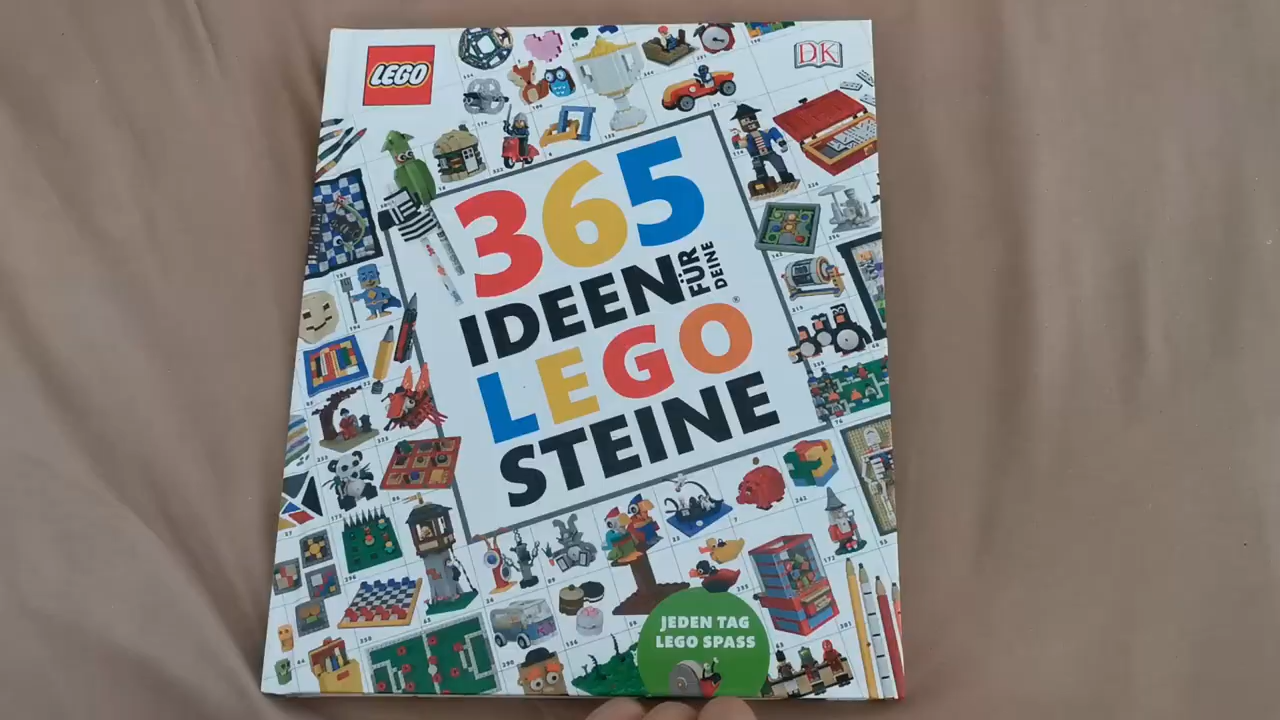 LEGO
DK
365
IDEEN FÜR DEINE
LEGO®
STEINE
JEDEN TAG
LEGO SPASS